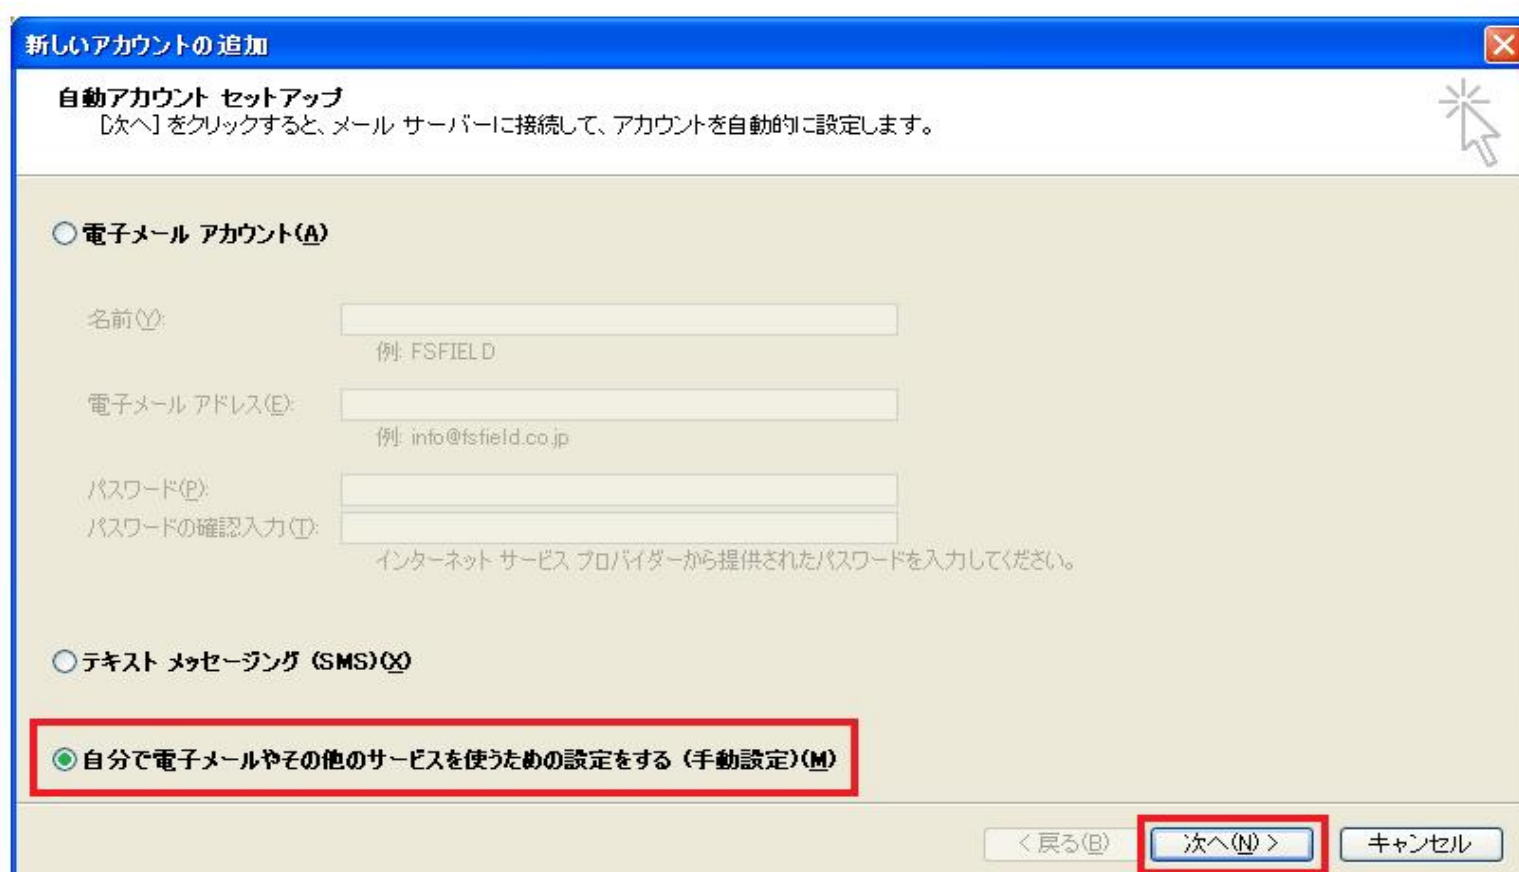 新しいアカウントの追加
自動アカウント セットアップ
[次へ] をクリックすると、メール サーバーに接続して、アカウントを自動的に設定します。
電子メール アカウント(A)
名前(Y):
例: FSFIELD
電子メール アドレス(E):
例: info@fsfield.co.jp
パスワード(P):
パスワードの確認入力(T):
インターネット サービス プロバイダーから提供されたパスワードを入力してください。
テキスト メッセージング (SMS)(X)
自分で電子メールやその他のサービスを使うための設定をする (手動設定)(M)
< 戻る(B) 次へ(N) > キャンセル